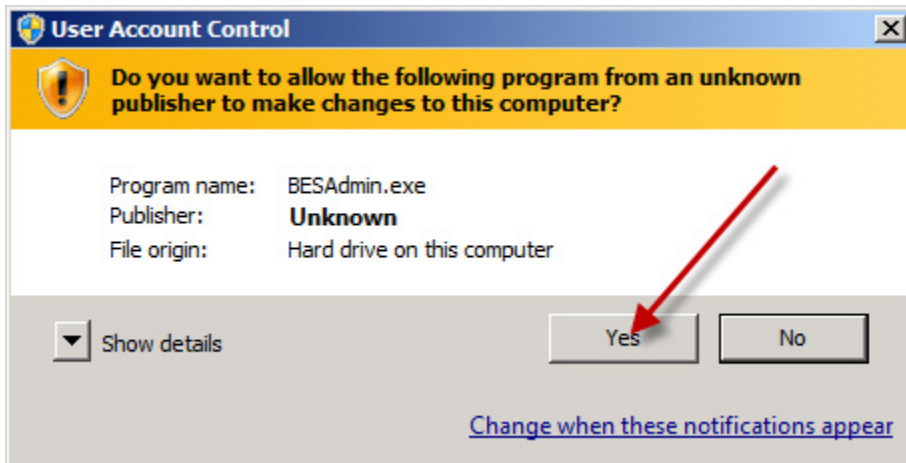 User Account Control
Do you want to allow the following program from an unknown
publisher to make changes to this computer?
Program name: BESAdmin.exe
Publisher: Unknown
File origin: Hard drive on this computer
Show details
Yes No
Change when these notifications appear